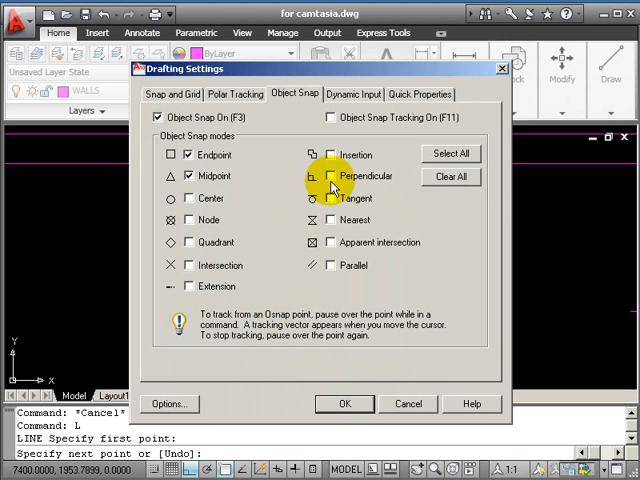 for camtasia.dwg
Home Insert Annotate Parametric View Manage Output Express Tools
ByLayer
Unsaved Layer State
WALLS
Layers
Modify
Draw
Drafting Settings
Snap and Grid Polar Tracking Object Snap Dynamic Input Quick Properties
Object Snap On (F3) Object Snap Tracking On (F11)
Object Snap modes
Endpoint Insertion Select All
Midpoint Perpendicular Clear All
Center Tangent
Node Nearest
Quadrant Apparent intersection
Intersection Parallel
Extension
To track from an Osnap point, pause over the point while in a
command. A tracking vector appears when you move the cursor.
To stop tracking, pause over the point again.
Options... OK Cancel Help
Y
X
Model Layout1
Command: *Cancel*
Command: L
LINE Specify first point:
Specify next point or [Undo]:
7400.0000, 1953.7899, 0.0000 MODEL 1:1